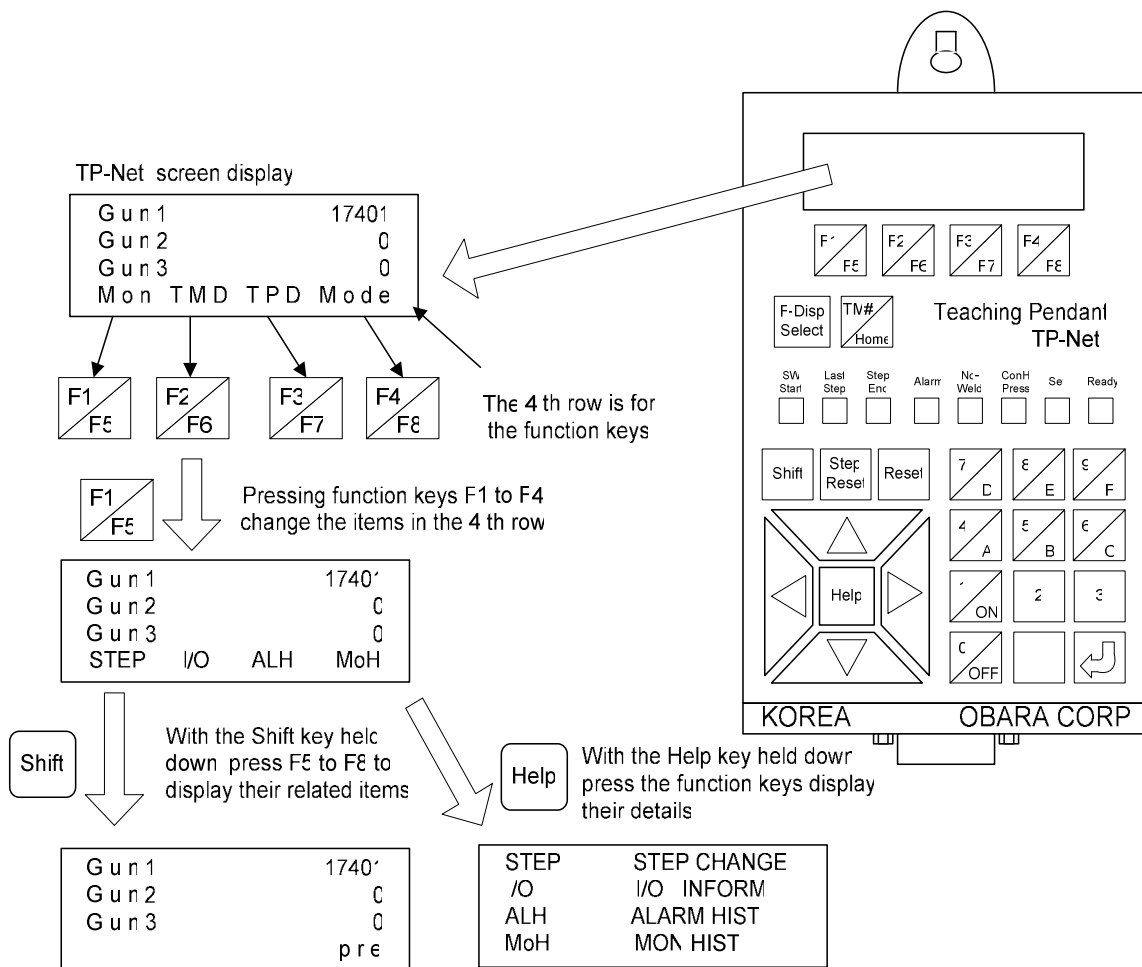 TP-Net screen display
Gun1 17401
Gun2 0
Gun3 0
Mon TMD TPD Mode
F1 F5
F2 F6
F3 F7
F4 F8
The 4 th row is for
the function keys
F1 F5
Pressing function keys F1 to F4
change the items in the 4 th row
Gun1 17401
Gun2 0
Gun3 0
STEP I/O ALH MoH
Shift
With the Shift key held
down press F5 to F8 to
display their related items
Help
With the Help key held down
press the function keys display
their details
Gun1 17401
Gun2 0
Gun3 0
pre
STEP STEP CHANGE
I/O I/O INFORM
ALH ALARM HIST
MoH MON HIST
F1 F5
F2 F6
F3 F7
F4 F8
F-Disp
Select
TM#
Home
Teaching Pendant
TP-Net
SW
Start
Last
Step
Step
End
Alarm
No-
Weld
ConH
Press
Set
Ready
Shift
Step
Reset
Reset
7 D
8 E
9 F
4 A
5 B
6 C
1 ON
2
3
0 OFF
Help
KOREA OBARA CORP